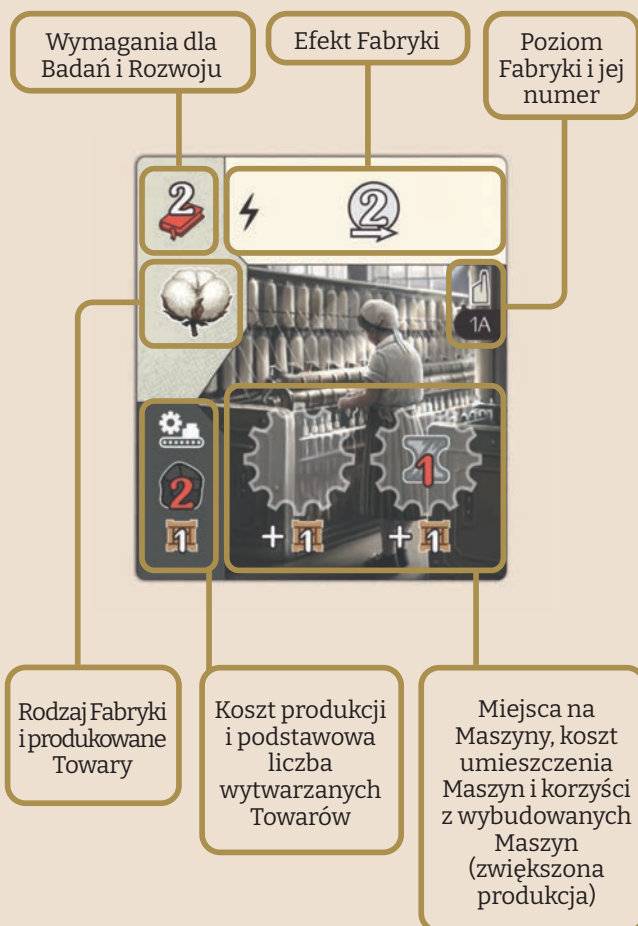 Wymagania dla
Badań i Rozwoju
Efekt Fabryki
Poziom
Fabryki i jej
numer
2
2
1A
1
2
1
+ 1
+ 1
Rodzaj Fabryki
i produkowane
Towary
Koszt produkcji
i podstawowa
liczba
wytwarzanych
Towarów
Miejsca na
Maszyny, koszt
umieszczenia
Maszyn i korzyści
z wybudowanych
Maszyn
(zwiększona
produkcja)